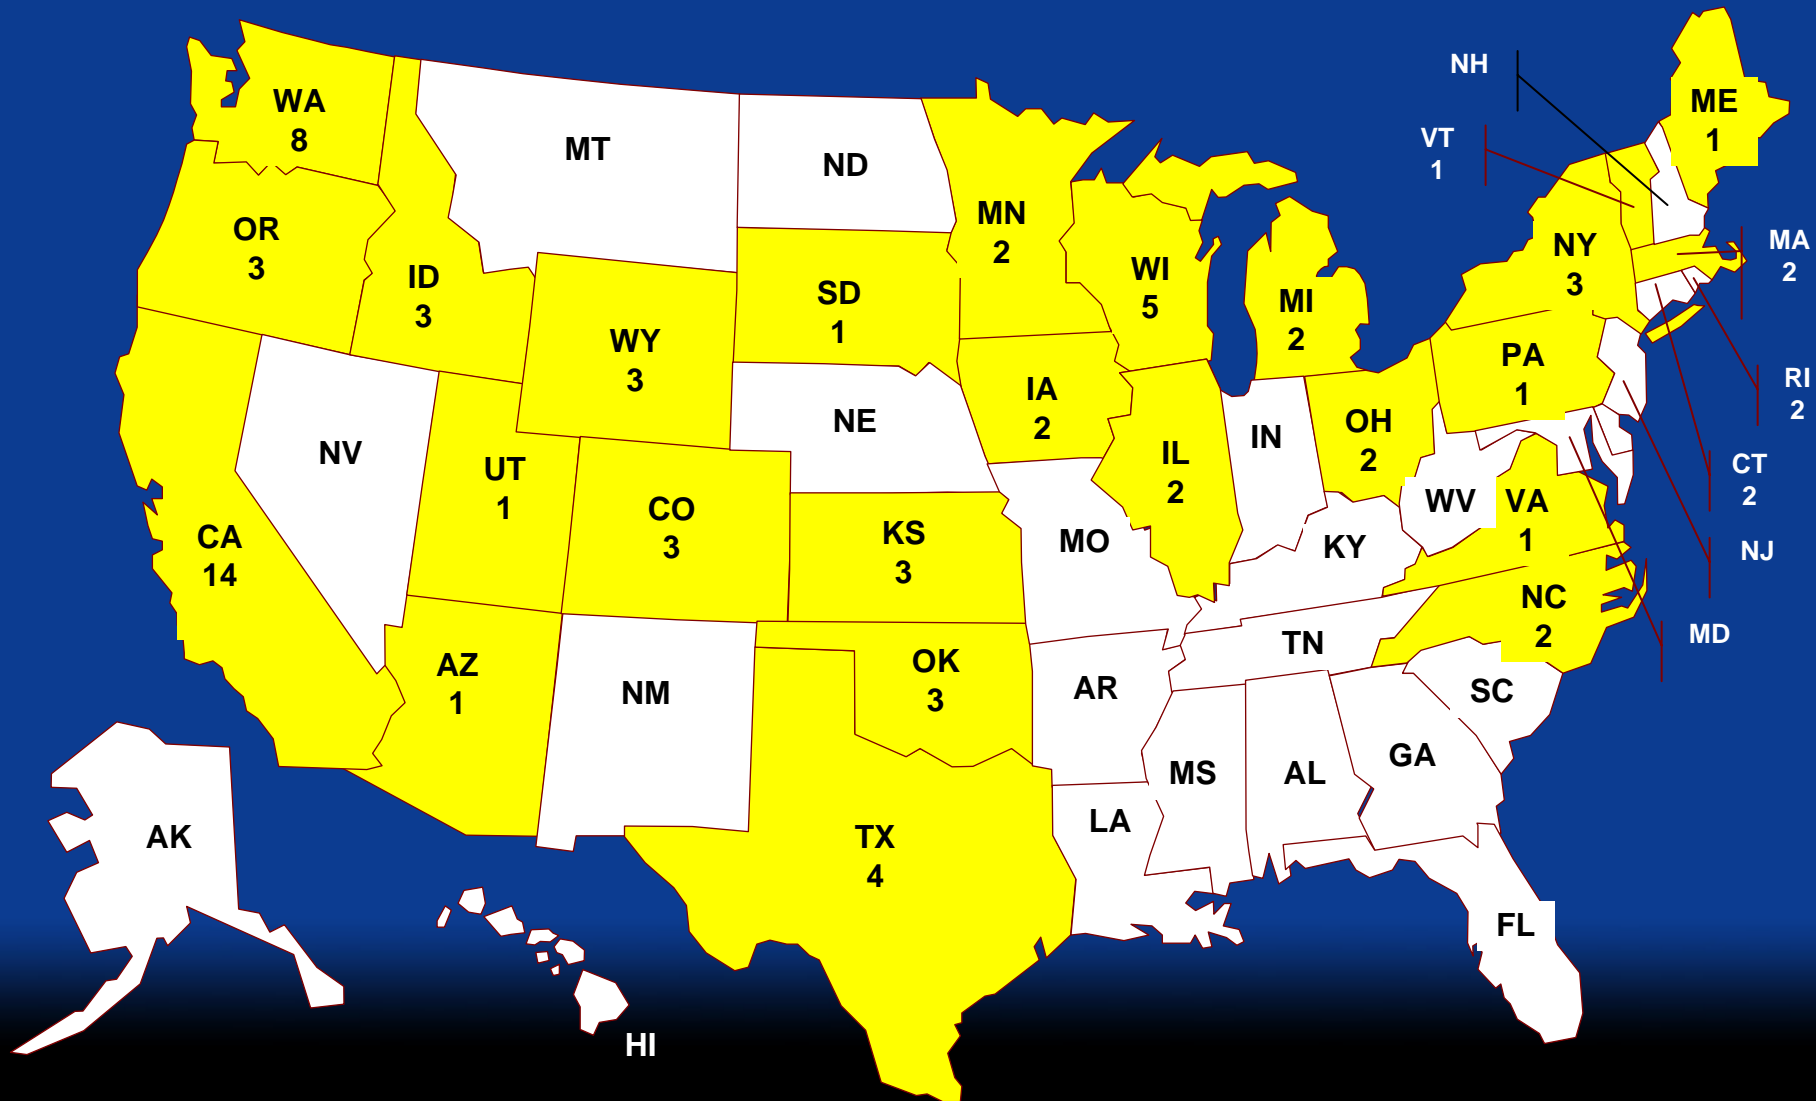 NH
WA
8
ME
1
VT
1
MT
ND
MN
2
OR
3
ID
3
SD
1
WI
5
MI
2
NY
3
MA
2
WY
3
PA
1
RI
2
IA
2
NE
OH
2
IN
NV
UT
1
CO
3
IL
2
WV
VA
1
CT
2
CA
14
KS
3
MO
KY
NJ
NC
2
MD
AZ
1
NM
OK
3
AR
TN
SC
MS
AL
GA
LA
TX
4
AK
FL
HI